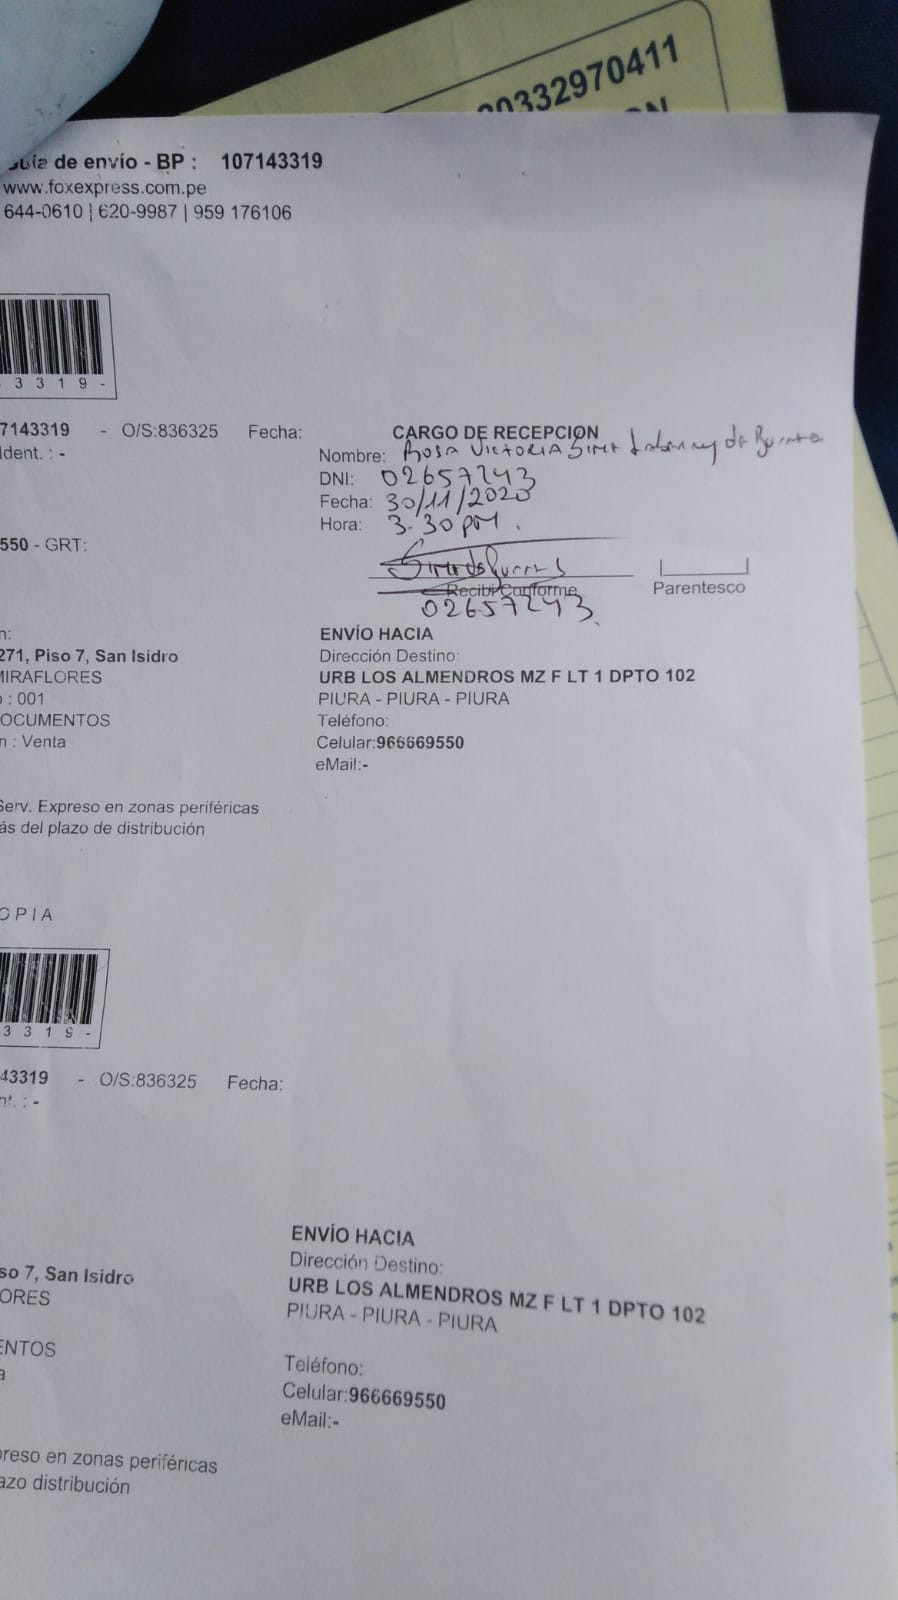 0332970411
Guía de envío - BP : 107143319
www.foxexpress.com.pe
644-0610 | 620-9987 | 959 176106
3 3 1 9 -
7143319 - O/S:836325 Fecha:
Ident. : -
CARGO DE RECEPCION
Nombre: ROSA VICTORIA de
DNI: 02657243
Fecha: 30/11/2020
Hora: 3.30 PM.
550 - GRT:
Recibí Conforme
02657243
Parentesco
n:
271, Piso 7, San Isidro
MIRAFLORES
: 001
OCUMENTOS
n : Venta
ENVÍO HACIA
Dirección Destino:
URB LOS ALMENDROS MZ F LT 1 DPTO 102
PIURA - PIURA - PIURA
Teléfono:
Celular:966669550
eMail:-
Serv. Expreso en zonas periféricas
ás del plazo de distribución
OPIA
3 3 1 9 -
43319 - O/S:836325 Fecha:
nt. : -
so 7, San Isidro
ORES
ENTOS
a
ENVÍO HACIA
Dirección Destino:
URB LOS ALMENDROS MZ F LT 1 DPTO 102
PIURA - PIURA - PIURA
Teléfono:
Celular:966669550
eMail:-
preso en zonas periféricas
azo distribución